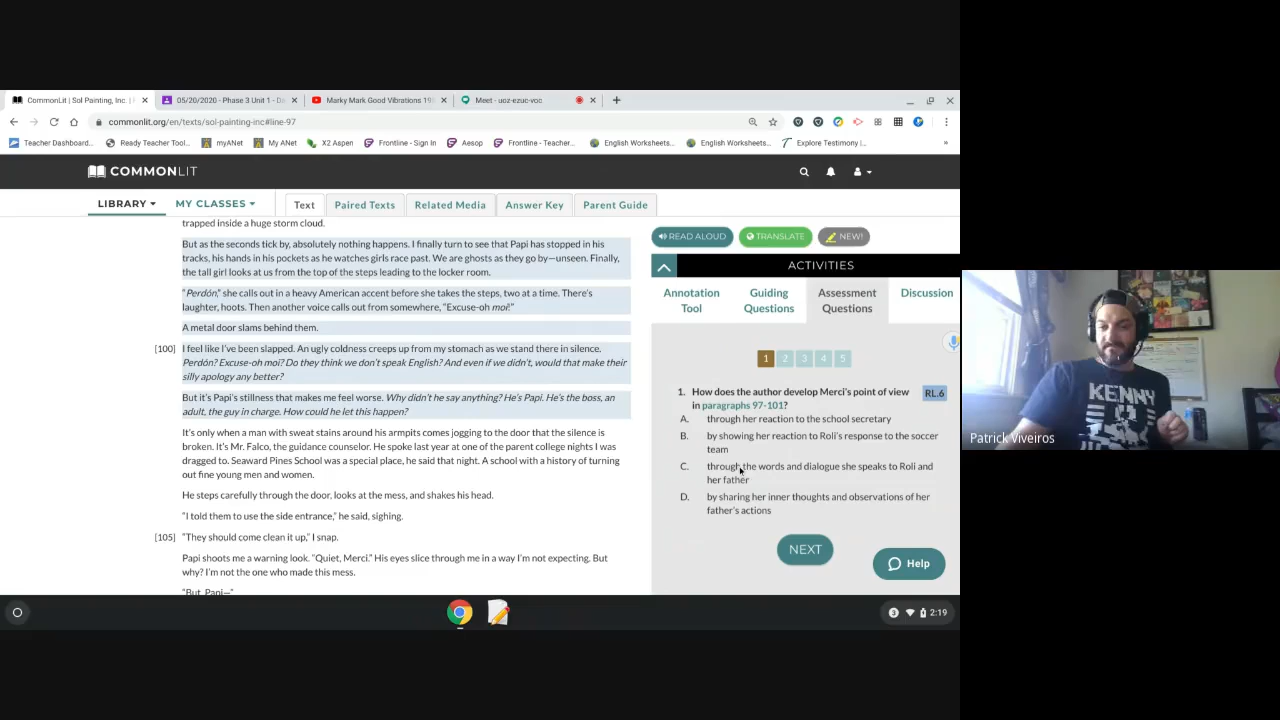 CommonLit | Sol Painting, Inc. |
05/20/2020 - Phase 3 Unit 1 - Da
Marky Mark Good Vibrations 19
Meet - uoz-ezuc-voc
commonlit.org/en/texts/sol-painting-inc#line-97
Teacher Dashboard...
Ready Teacher Tool...
myANet
My ANet
X2 Aspen
Frontline - Sign In
Aesop
Frontline - Teacher...
English Worksheets...
English Worksheets...
Explore Testimony |...
COMMONLIT
LIBRARY
MY CLASSES
Text
Paired Texts
Related Media
Answer Key
Parent Guide
trapped inside a huge storm cloud.
But as the seconds tick by, absolutely nothing happens. I finally turn to see that Papi has stopped in his
tracks, his hands in his pockets as he watches girls race past. We are ghosts as they go by—unseen. Finally,
the tall girl looks at us from the top of the steps leading to the locker room.
"Perdón," she calls out in a heavy American accent before she takes the steps, two at a time. There's
laughter, hoots. Then another voice calls out from somewhere, "Excuse-oh moi!"
A metal door slams behind them.
[100] I feel like I've been slapped. An ugly coldness creeps up from my stomach as we stand there in silence.
Perdón? Excuse-oh moi? Do they think we don't speak English? And even if we didn't, would that make their
silly apology any better?
But it's Papi's stillness that makes me feel worse. Why didn't he say anything? He's Papi. He's the boss, an
adult, the guy in charge. How could he let this happen?
It's only when a man with sweat stains around his armpits comes jogging to the door that the silence is
broken. It's Mr. Falco, the guidance counselor. He spoke last year at one of the parent college nights I was
dragged to. Seaward Pines School was a special place, he said that night. A school with a history of turning
out fine young men and women.
He steps carefully through the door, looks at the mess, and shakes his head.
"I told them to use the side entrance," he said, sighing.
[105] "They should come clean it up," I snap.
Papi shoots me a warning look. "Quiet, Merci." His eyes slice through me in a way I'm not expecting. But
why? I'm not the one who made this mess.
"But, Papi—"
READ ALOUD
TRANSLATE
NEW!
ACTIVITIES
Annotation
Tool
Guiding
Questions
Assessment
Questions
Discussion
1 2 3 4 5
1. How does the author develop Merci's point of view
in paragraphs 97-101?
RL.6
A. through her reaction to the school secretary
B. by showing her reaction to Roli's response to the soccer
team
C. through the words and dialogue she speaks to Roli and
her father
D. by sharing her inner thoughts and observations of her
father's actions
NEXT
Help
3
2:19
KENNY
Patrick Viveiros